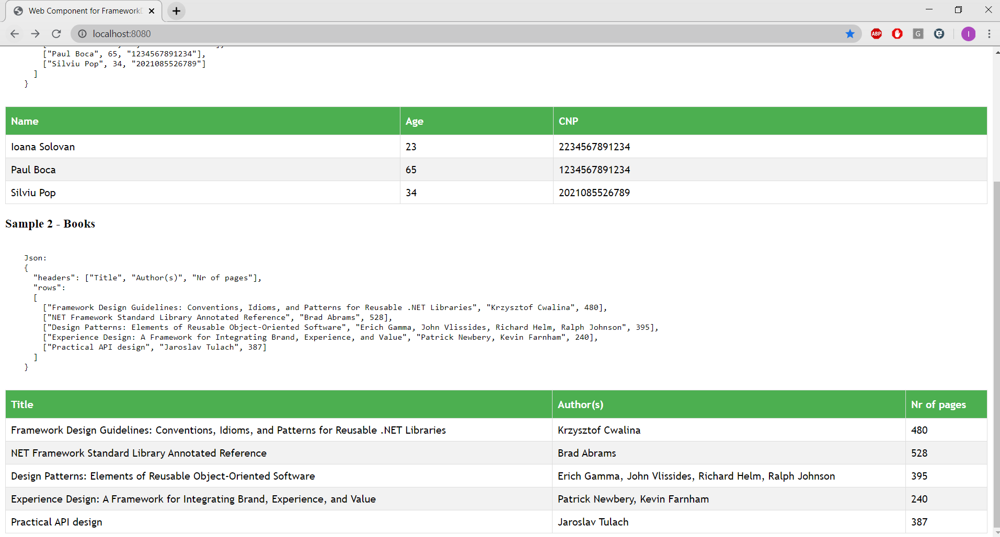 Web Component for Framework
localhost:8080
ABP
G
I
["Paul Boca", 65, "1234567891234"],
["Silviu Pop", 34, "2021085526789"]
]
}
Name Age CNP
Ioana Solovan 23 2234567891234
Paul Boca 65 1234567891234
Silviu Pop 34 2021085526789
Sample 2 - Books
Json:
{
"headers": ["Title", "Author(s)", "Nr of pages"],
"rows":
[
["Framework Design Guidelines: Conventions, Idioms, and Patterns for Reusable .NET Libraries", "Krzysztof Cwalina", 480],
["NET Framework Standard Library Annotated Reference", "Brad Abrams", 528],
["Design Patterns: Elements of Reusable Object-Oriented Software", "Erich Gamma, John Vlissides, Richard Helm, Ralph Johnson", 395],
["Experience Design: A Framework for Integrating Brand, Experience, and Value", "Patrick Newbery, Kevin Farnham", 240],
["Practical API design", "Jaroslav Tulach", 387]
]
}
Title Author(s) Nr of pages
Framework Design Guidelines: Conventions, Idioms, and Patterns for Reusable .NET Libraries Krzysztof Cwalina 480
NET Framework Standard Library Annotated Reference Brad Abrams 528
Design Patterns: Elements of Reusable Object-Oriented Software Erich Gamma, John Vlissides, Richard Helm, Ralph Johnson 395
Experience Design: A Framework for Integrating Brand, Experience, and Value Patrick Newbery, Kevin Farnham 240
Practical API design Jaroslav Tulach 387